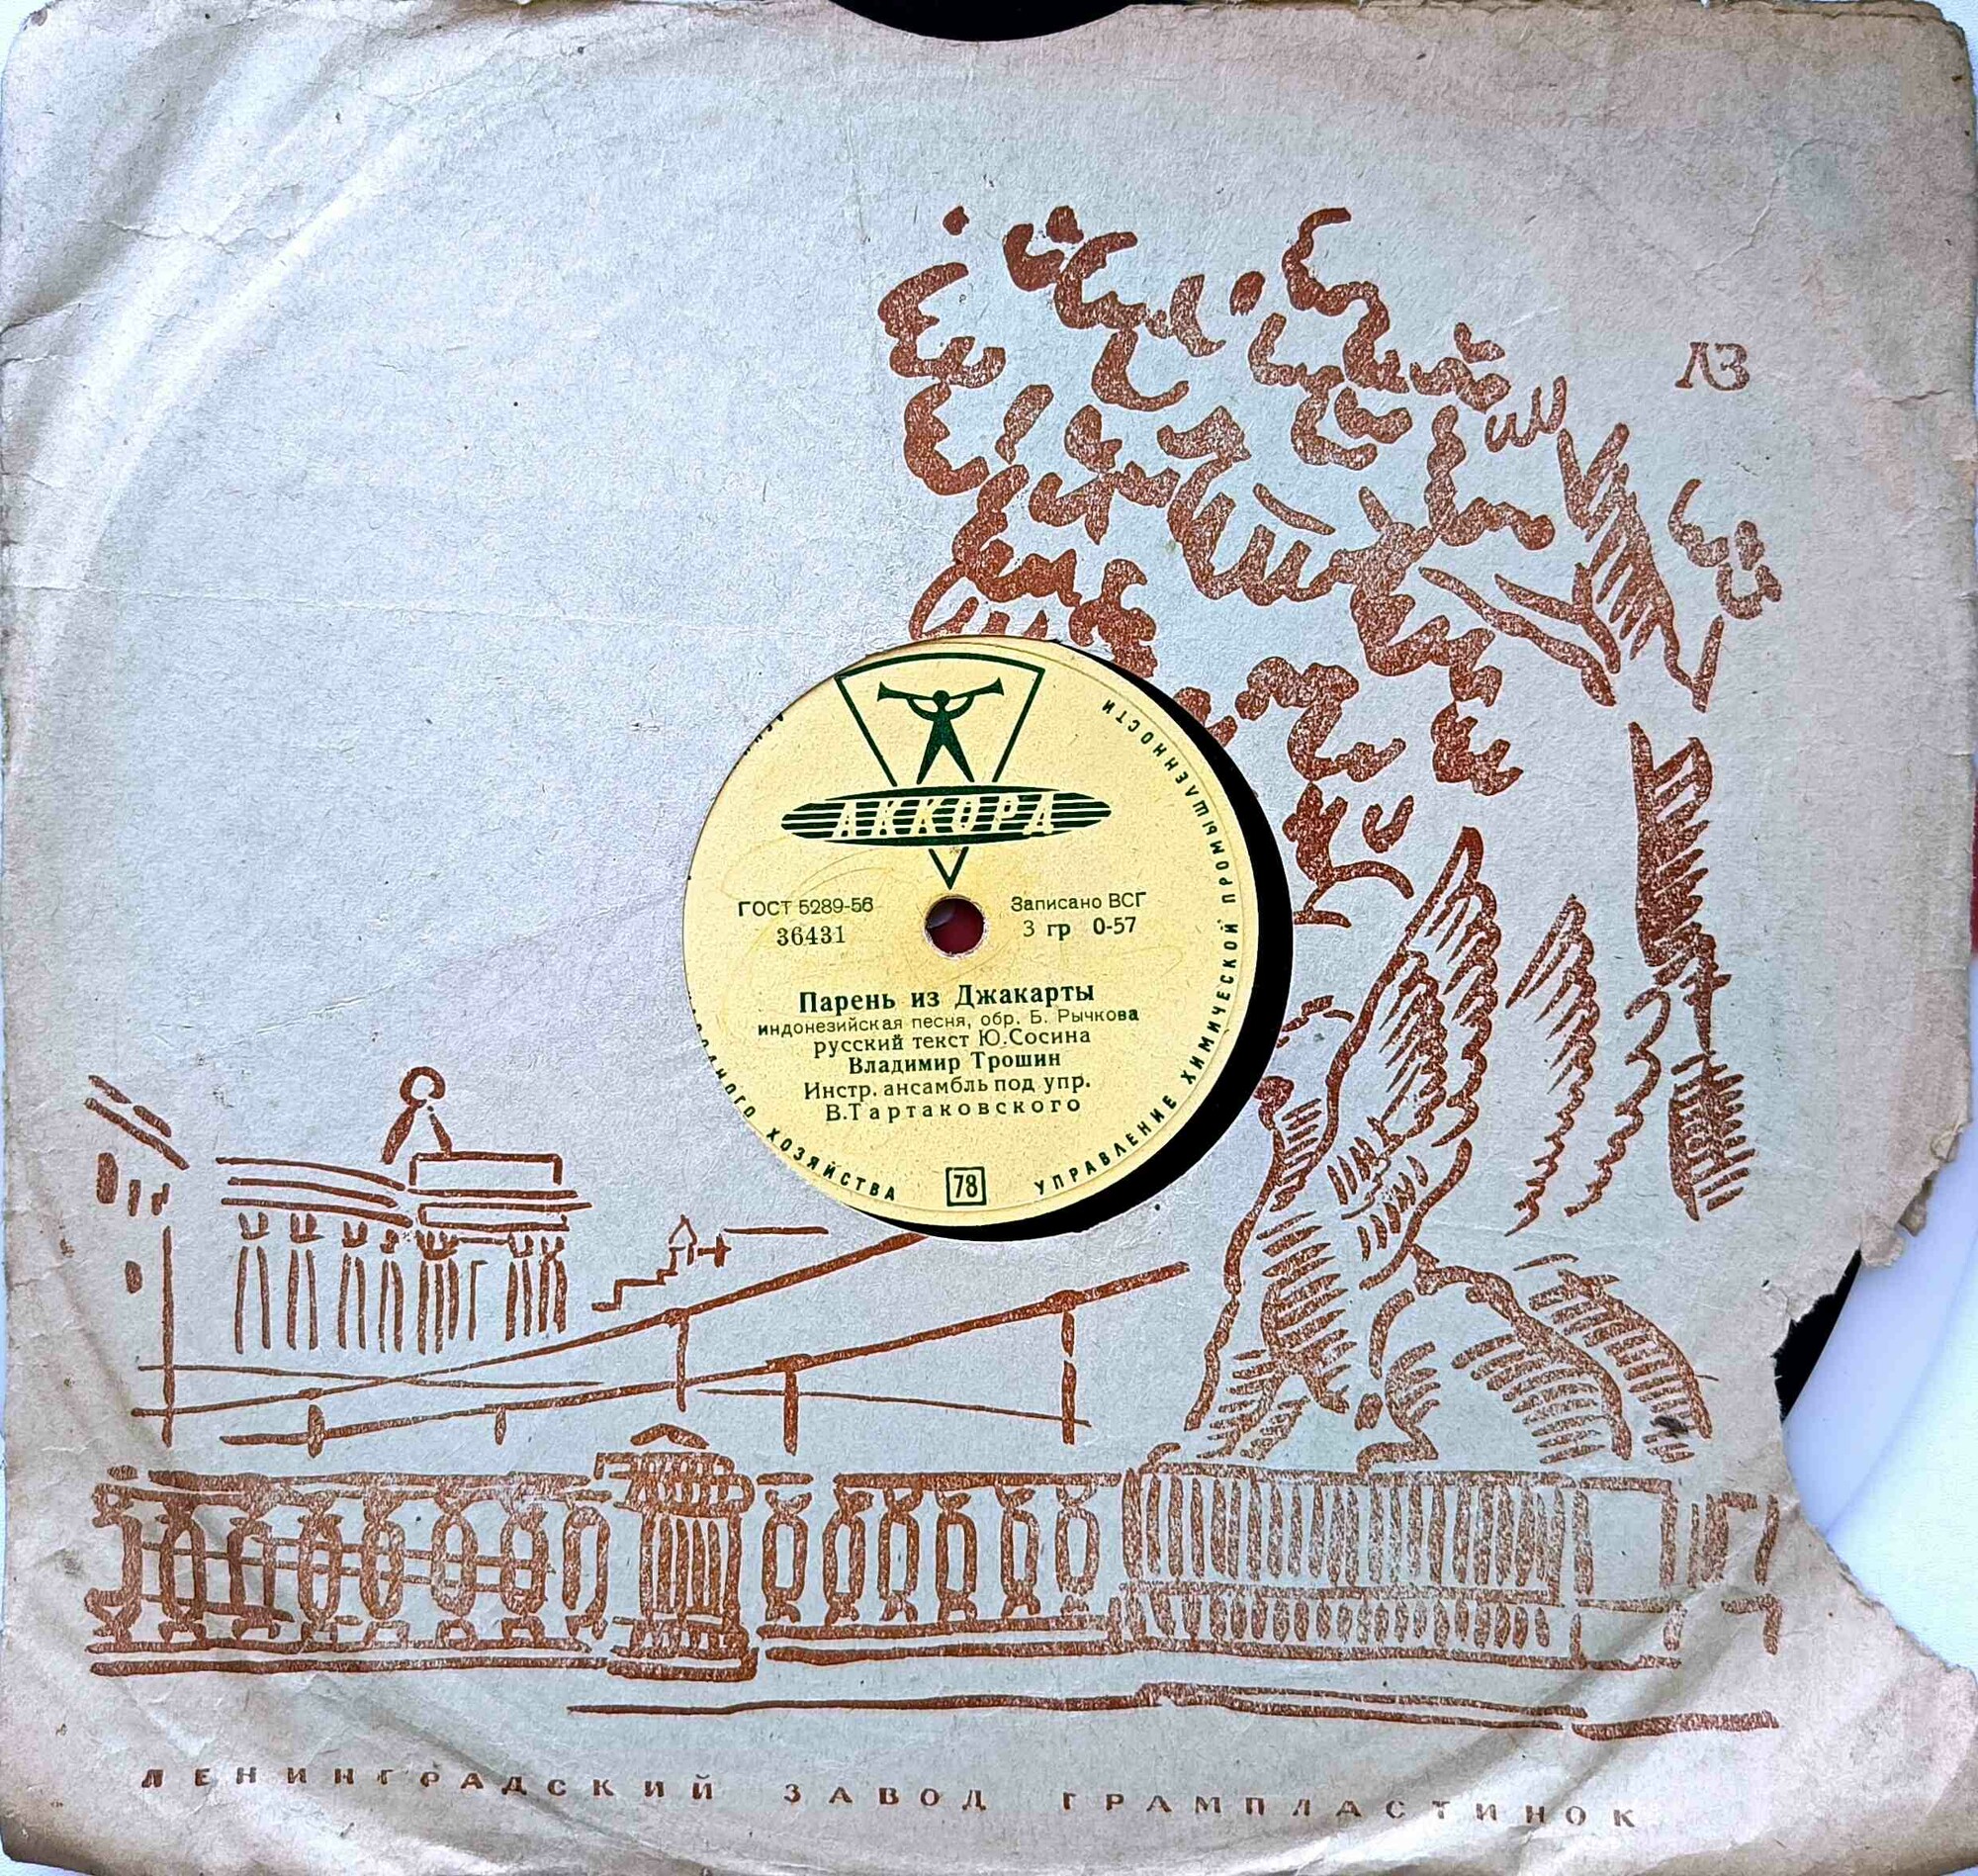 ЛЗ
АККОРД
ГОСТ 5289-56
36431
Записано ВСГ
3 гр 0-57
Парень из Джакарты
индонезийская песня, обр. Б. Рычкова
русский текст Ю.Сосина
Владимир Трошин
Инстр. ансамбль под упр.
В.Тартаковского
ХОЗЯЙСТВА
78
УПРАВЛЕНИЕ ХИМИЧЕСКОЙ ПРОМЫШЛЕННОСТИ
ЛЕНИНГРАДСКИЙ ЗАВОД ГРАМПЛАСТИНОК